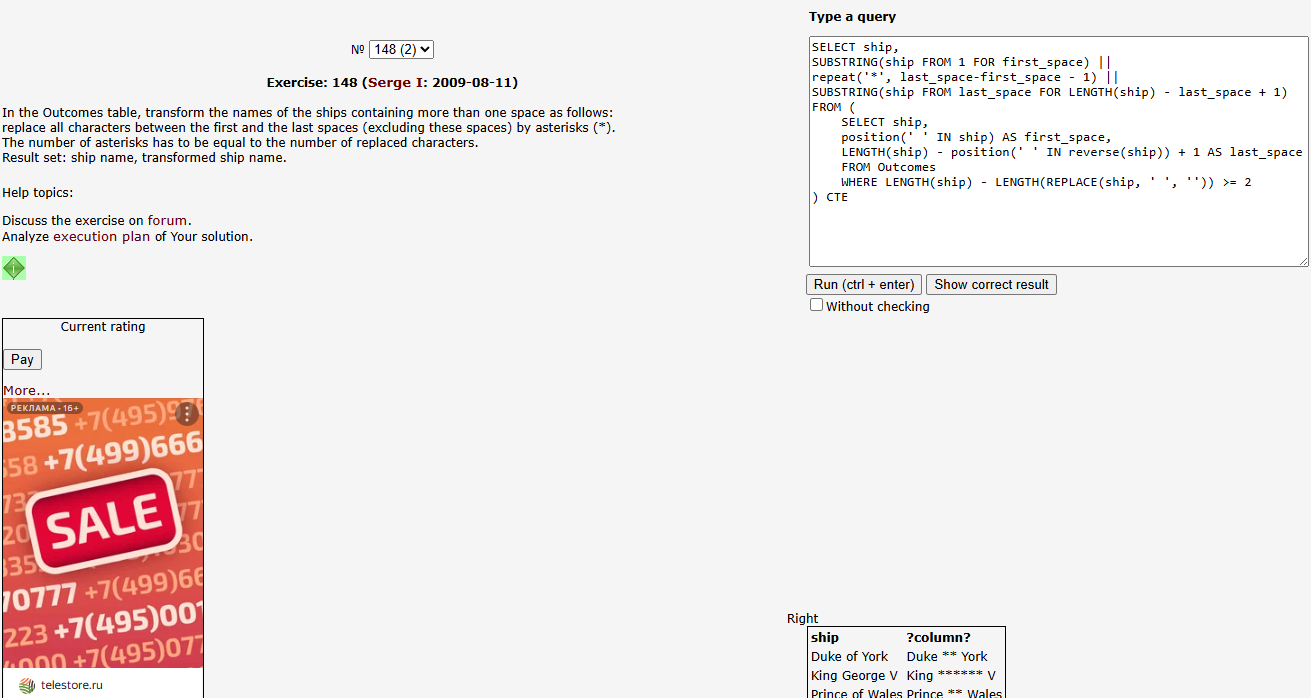 № 148 (2)
Exercise: 148 (Serge I: 2009-08-11)
In the Outcomes table, transform the names of the ships containing more than one space as follows:
replace all characters between the first and the last spaces (excluding these spaces) by asterisks (*).
The number of asterisks has to be equal to the number of replaced characters.
Result set: ship name, transformed ship name.
Help topics:
Discuss the exercise on forum.
Analyze execution plan of Your solution.
Current rating
Pay
More...
РЕКЛАМА • 16+
8585 +7(495)
+7(499)666
58
SALE
70777 +7(499)66
223 +7(495)001
+7(495)077
telestore.ru
Type a query
SELECT ship,
SUBSTRING(ship FROM 1 FOR first_space) ||
repeat('*', last_space-first_space - 1) ||
SUBSTRING(ship FROM last_space FOR LENGTH(ship) - last_space + 1)
FROM (
    SELECT ship,
    position(' ' IN ship) AS first_space,
    LENGTH(ship) - position(' ' IN reverse(ship)) + 1 AS last_space
    FROM Outcomes
    WHERE LENGTH(ship) - LENGTH(REPLACE(ship, ' ', '')) >= 2
) CTE
Run (ctrl + enter) Show correct result
Without checking
Right
ship ?column?
Duke of York Duke ** York
King George V King ****** V
Prince of Wales Prince ** Wales